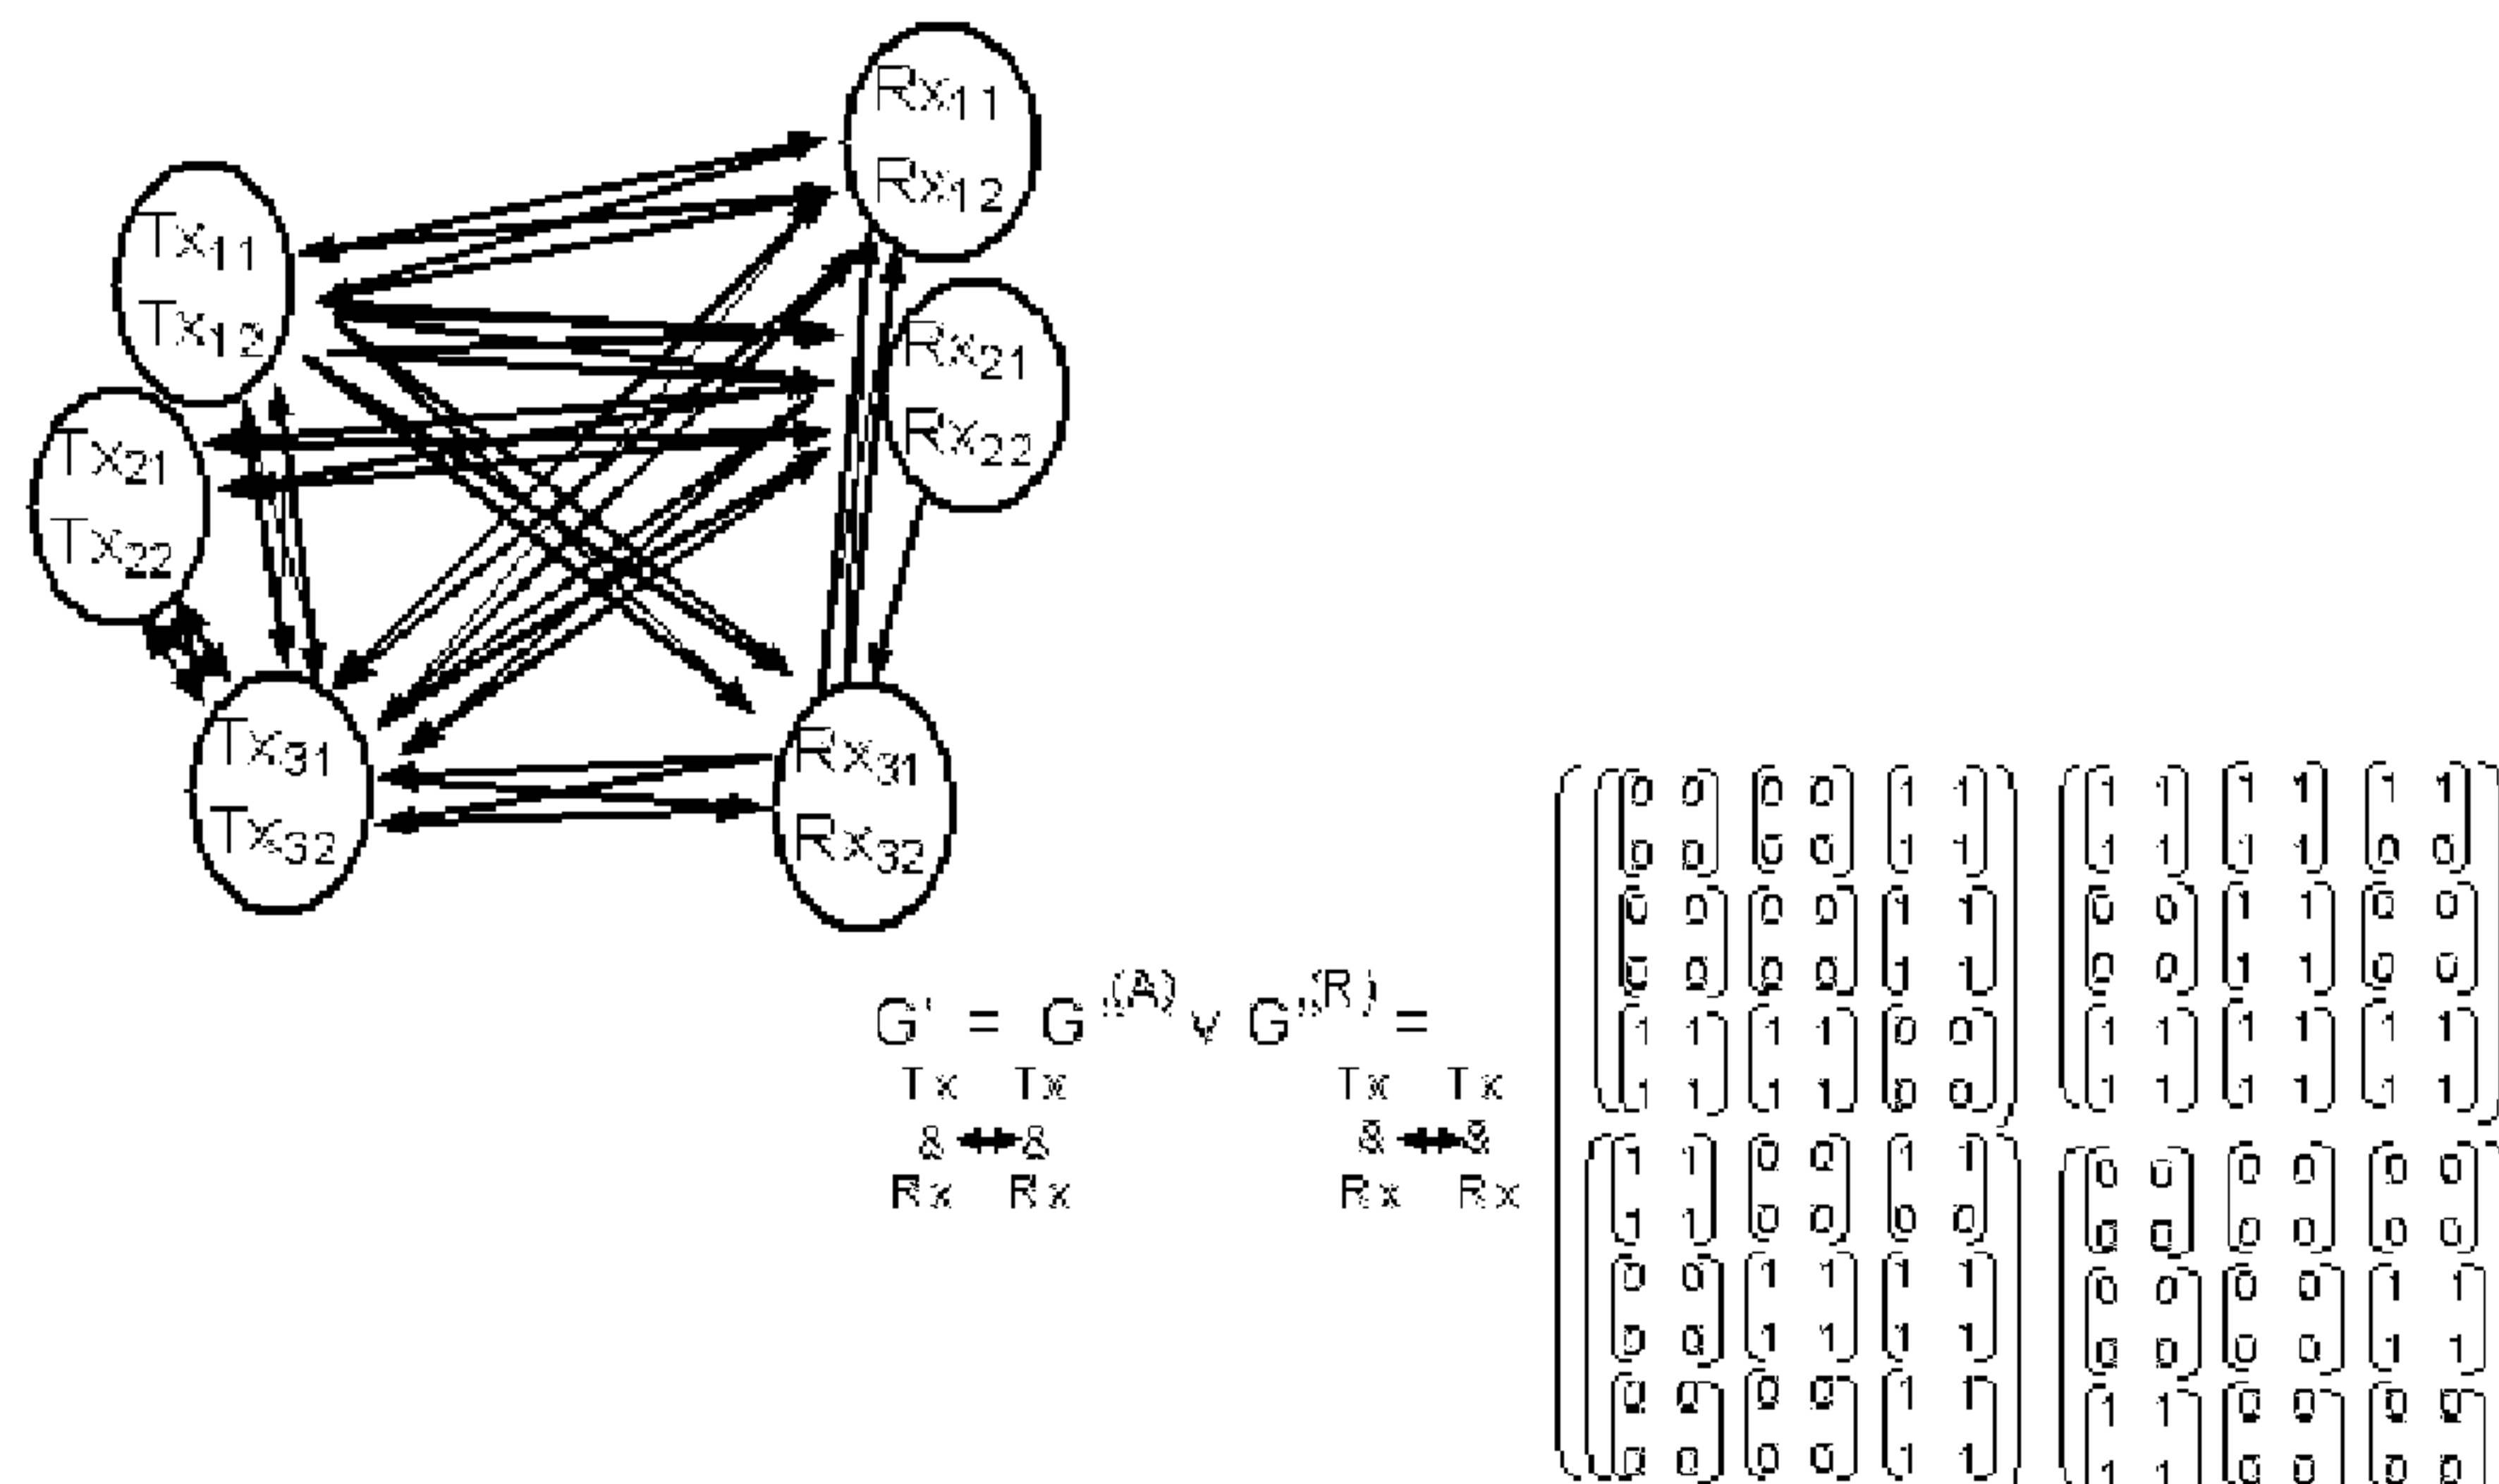 Rx11
Rx12
Tx11
Tx12
Rx21
Rx22
Tx21
Tx22
Tx31
Tx32
Rx31
Rx32
G' = G''(A) v G''(R) =
Tx Tx Tx Tx
& ↔ & & ↔ &
Rx Rx Rx Rx
0 0 0 0 1 1 1 1 1 1 1 1
0 0 0 0 1 1 1 1 1 1 0 0
0 0 0 0 1 1 0 0 1 1 0 0
0 0 0 0 1 1 0 0 1 1 0 0
1 1 1 1 0 0 1 1 1 1 1 1
1 1 1 1 0 0 1 1 1 1 1 1
1 1 0 0 1 1 0 0 0 0 0 0
1 1 0 0 0 0 0 0 0 0 0 0
0 0 1 1 1 1 0 0 0 0 1 1
0 0 1 1 1 1 0 0 0 0 1 1
0 0 0 0 1 1 1 1 0 0 0 0
0 0 0 0 1 1 1 1 0 0 0 0